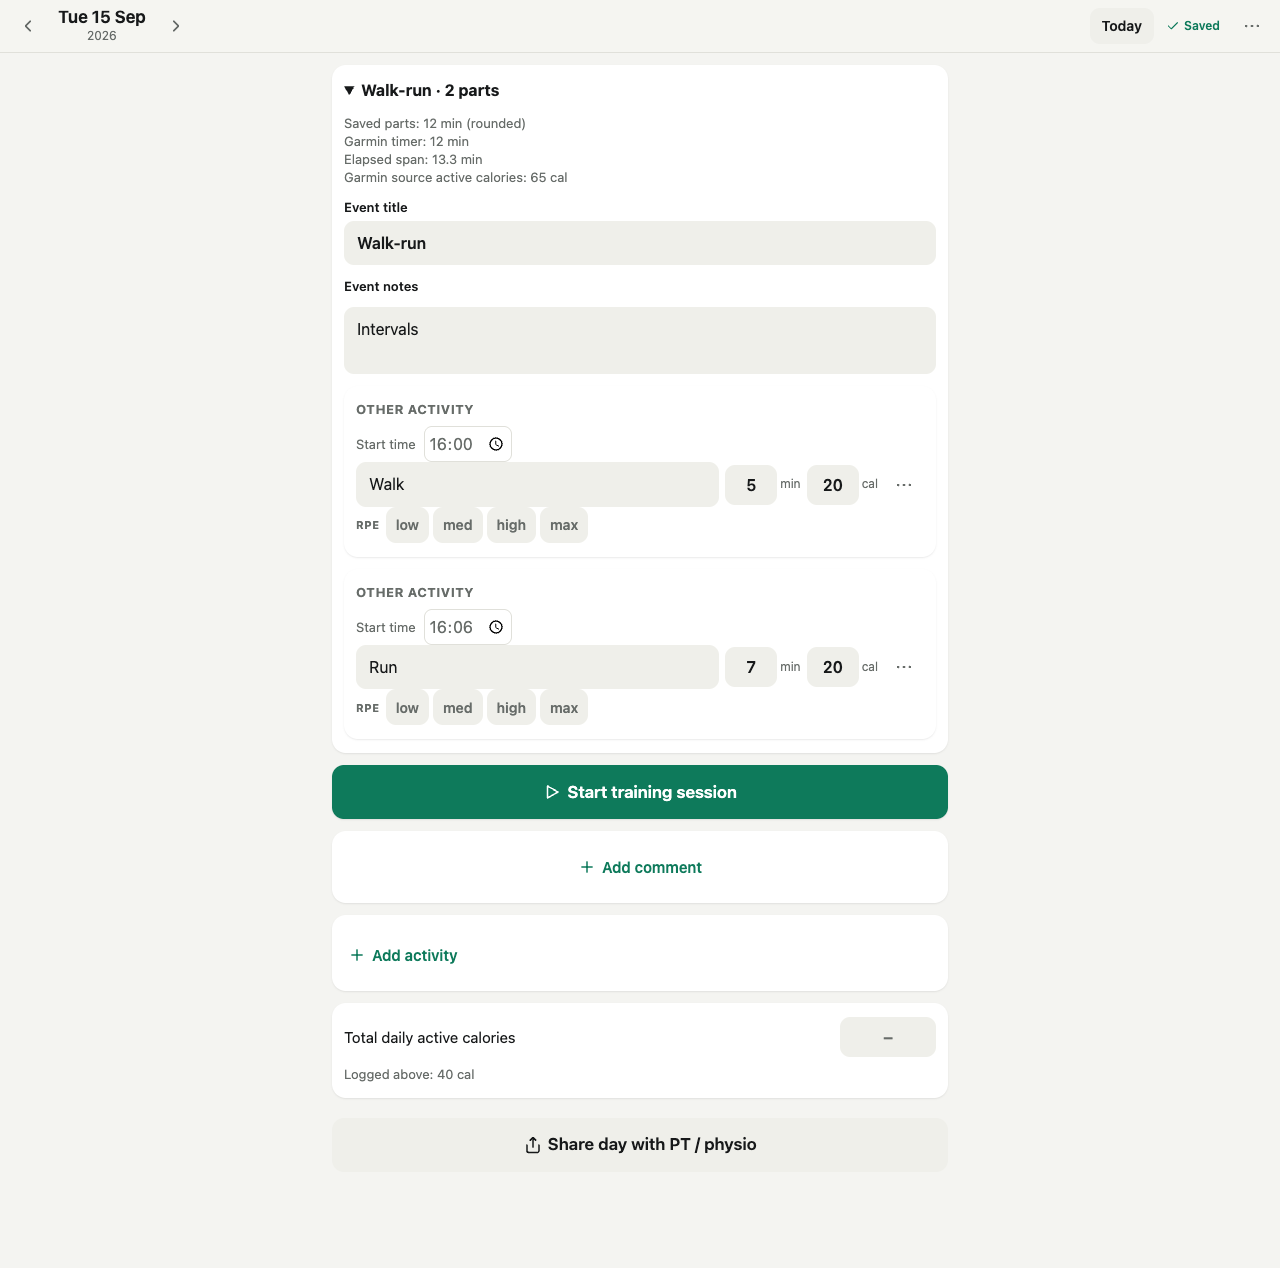 Tue 15 Sep
2026
Today
Saved
Walk-run · 2 parts
Saved parts: 12 min (rounded)
Garmin timer: 12 min
Elapsed span: 13.3 min
Garmin source active calories: 65 cal
Event title
Walk-run
Event notes
Intervals
OTHER ACTIVITY
Start time 16:00
Walk 5 min 20 cal
RPE low med high max
OTHER ACTIVITY
Start time 16:06
Run 7 min 20 cal
RPE low med high max
Start training session
Add comment
Add activity
Total daily active calories –
Logged above: 40 cal
Share day with PT / physio